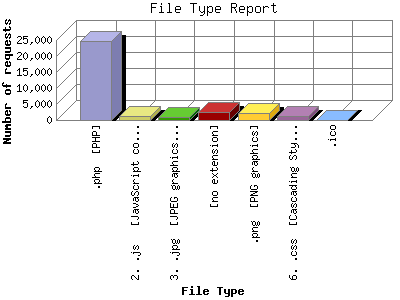 File Type Report
Number of requests
25,000
20,000
15,000
10,000
5,000
0
.php [PHP]
2. .js [JavaScript co...
3. .jpg [JPEG graphics...
[no extension]
.png [PNG graphics]
6. .css [Cascading Sty...
.ico
File Type